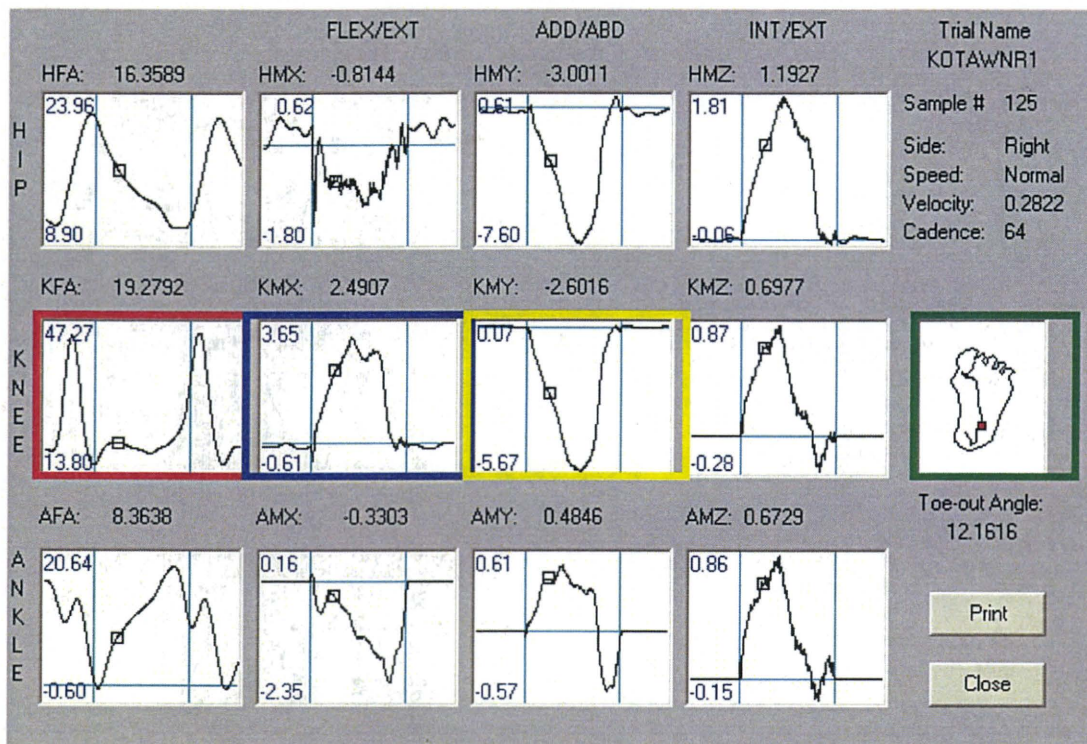 FLEX/EXT ADD/ABD INT/EXT Trial Name
KOTAWNR1
HFA: 16.3589 HMX: -0.8144 HMY: -3.0011 HMZ: 1.1927
Sample # 125
HIP
23.96
8.90
0.62
-1.80
0.61
-7.60
1.81
-0.06
Side: Right
Speed: Normal
Velocity: 0.2822
Cadence: 64
KFA: 19.2792 KMX: 2.4907 KMY: -2.6016 KMZ: 0.6977
KNEE
47.27
13.80
3.65
-0.61
0.07
-5.67
0.87
-0.28
Toe-out Angle:
12.1616
AFA: 8.3638 AMX: -0.3303 AMY: 0.4846 AMZ: 0.6729
ANKLE
20.64
-0.60
0.16
-2.35
0.61
-0.57
0.86
-0.15
Print
Close